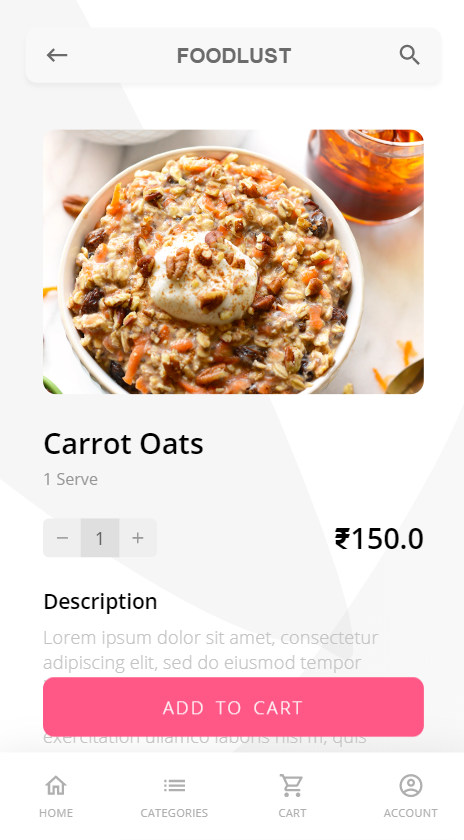 FOODLUST
Carrot Oats
1 Serve
− 1 +
₹150.0
Description
Lorem ipsum dolor sit amet, consectetur
adipiscing elit, sed do eiusmod tempor
ADD TO CART
exercitation ullamco laboris nisi m, quis
HOME CATEGORIES CART ACCOUNT